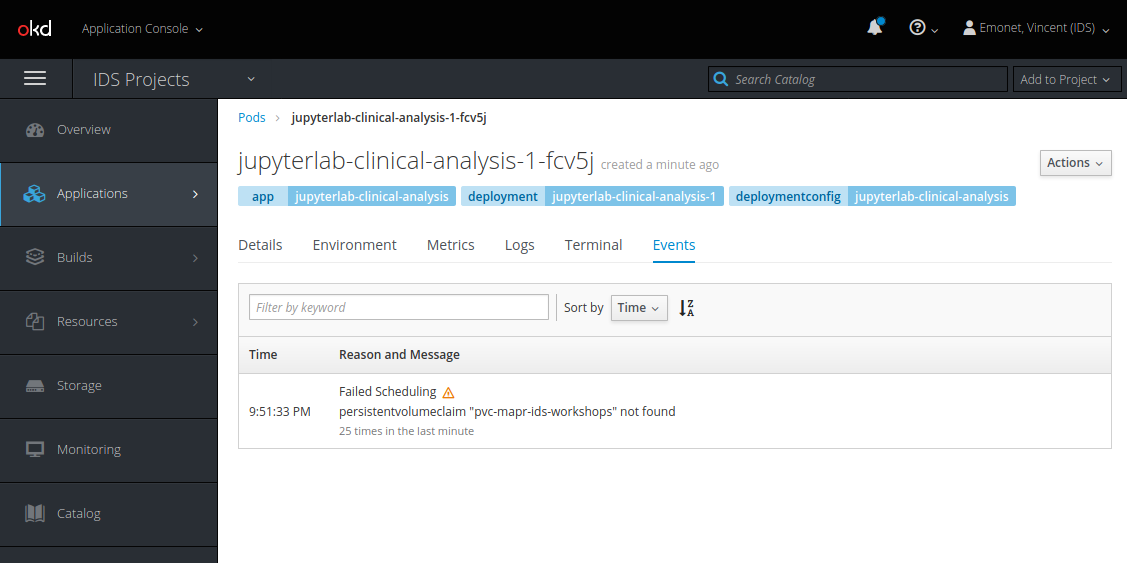 okd Application Console Emonet, Vincent (IDS)
IDS Projects Search Catalog Add to Project
Overview
Applications
Builds
Resources
Storage
Monitoring
Catalog
Pods › jupyterlab-clinical-analysis-1-fcv5j
jupyterlab-clinical-analysis-1-fcv5j created a minute ago
Actions
app jupyterlab-clinical-analysis deployment jupyterlab-clinical-analysis-1 deploymentconfig jupyterlab-clinical-analysis
Details Environment Metrics Logs Terminal Events
Filter by keyword Sort by Time
Time Reason and Message
Failed Scheduling
9:51:33 PM persistentvolumeclaim "pvc-mapr-ids-workshops" not found
25 times in the last minute